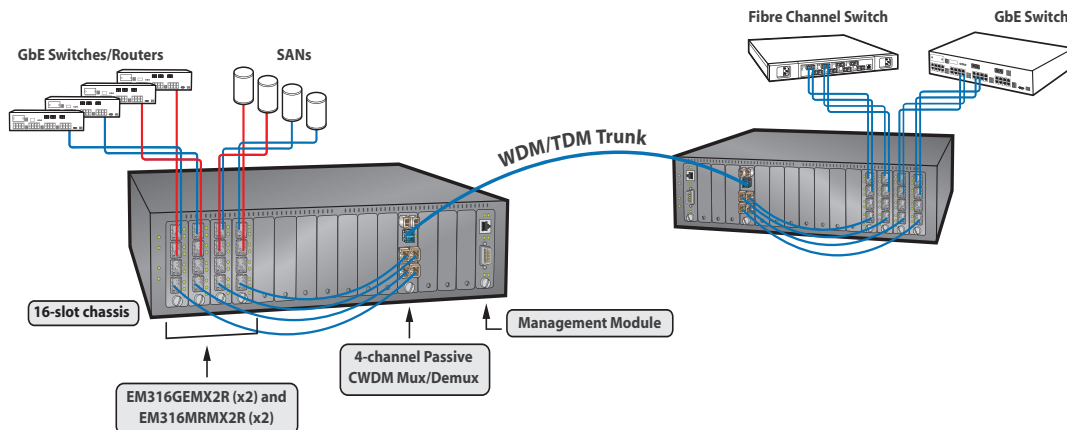 Fibre Channel Switch
GbE Switch
GbE Switches/Routers
SANs
WDM/TDM Trunk
16-slot chassis
Management Module
4-channel Passive
CWDM Mux/Demux
EM316GEMX2R (x2) and
EM316MRMX2R (x2)